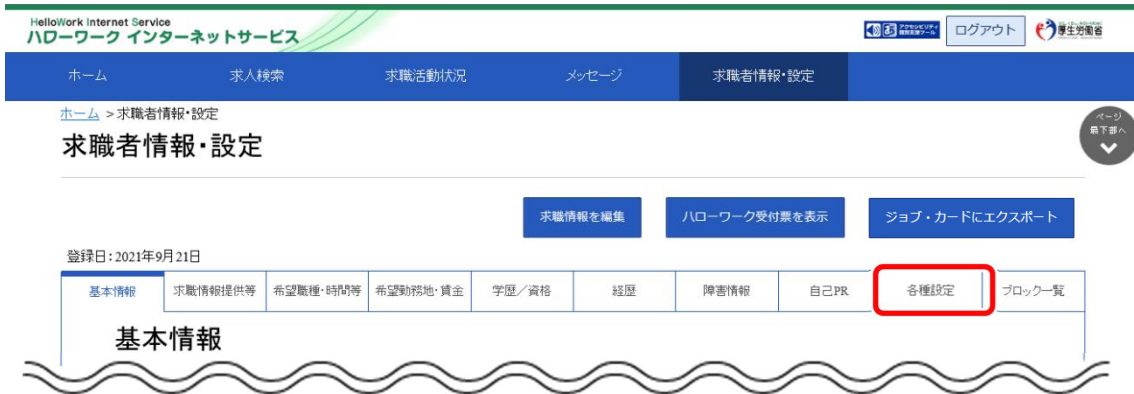 HelloWork Internet Service
ハローワーク インターネットサービス
ログアウト
厚生労働省
ホーム
求人検索
求職活動状況
メッセージ
求職者情報・設定
ホーム > 求職者情報・設定
ページ
最下部へ
求職者情報・設定
求職情報を編集
ハローワーク受付票を表示
ジョブ・カードにエクスポート
登録日：2021年9月21日
基本情報
求職情報提供等
希望職種・時間等
希望勤務地・賃金
学歴／資格
経歴
障害情報
自己PR
各種設定
ブロック一覧
基本情報